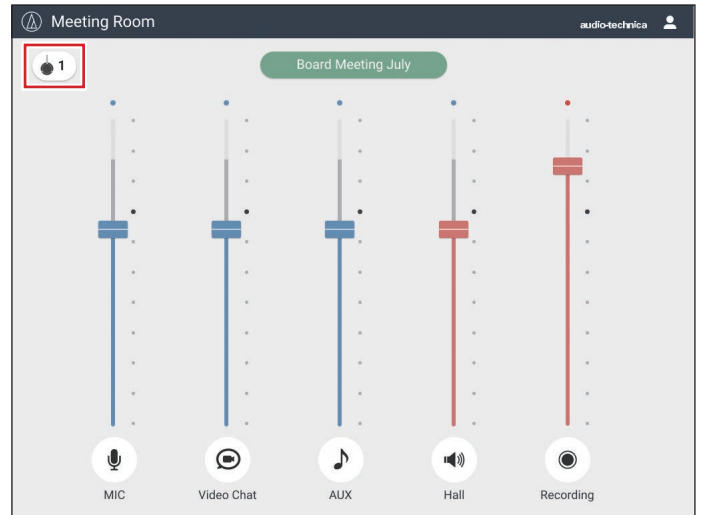 Meeting Room
audio-technica
1
Board Meeting July
MIC
Video Chat
AUX
Hall
Recording